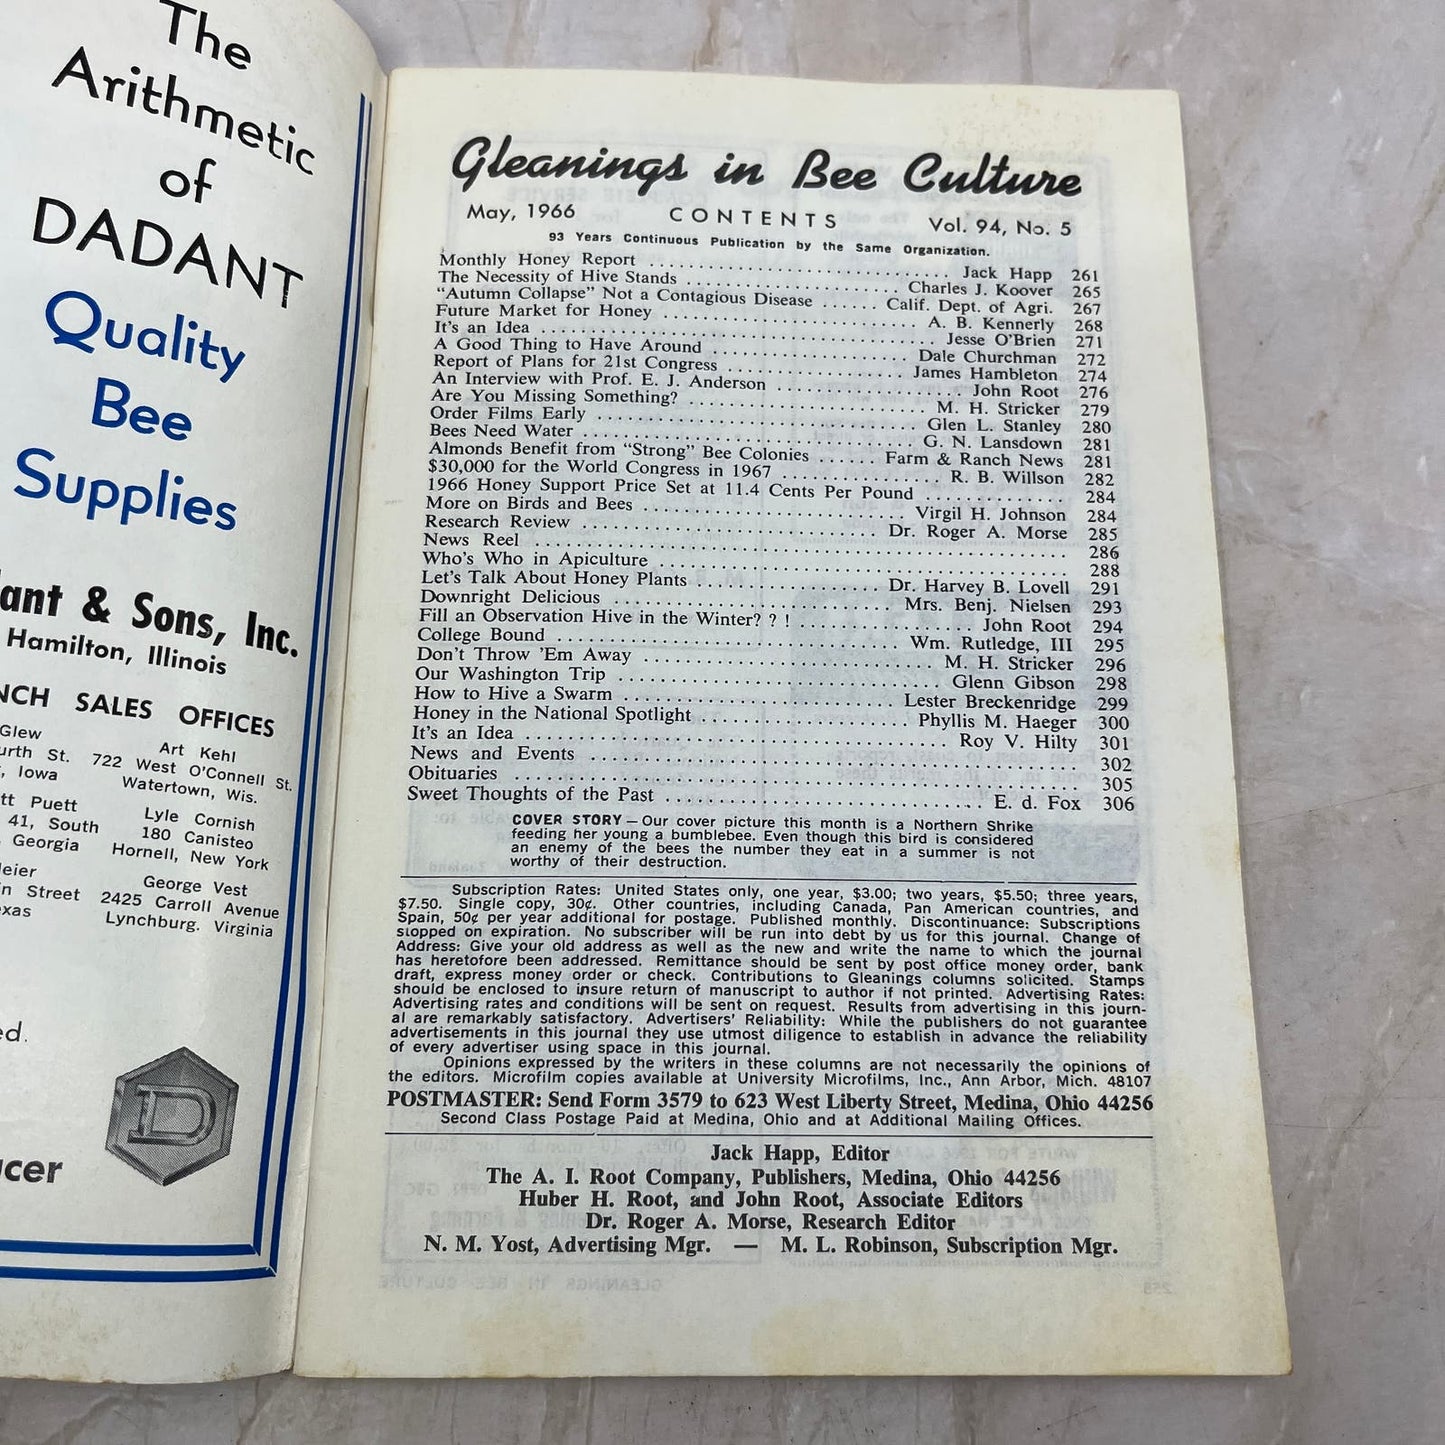 The
Arithmetic
of
DADANT
Quality
Bee
Supplies
ant & Sons, Inc.
Hamilton, Illinois
NCH SALES OFFICES
Glew
Art Kehl
urth St. 722 West O'Connell St.
, Iowa Watertown, Wis.
tt Puett Lyle Cornish
41, South 180 Canisteo
, Georgia Hornell, New York
eier George Vest
in Street 2425 Carroll Avenue
exas Lynchburg. Virginia
ed.
D
ucer
Gleanings in Bee Culture
May, 1966 CONTENTS Vol. 94, No. 5
93 Years Continuous Publication by the Same Organization.
Monthly Honey Report .......... Jack Happ 261
The Necessity of Hive Stands .......... Charles J. Koover 265
"Autumn Collapse" Not a Contagious Disease ...... Calif. Dept. of Agri. 267
Future Market for Honey .......... A. B. Kennerly 268
It's an Idea .......... Jesse O'Brien 271
A Good Thing to Have Around .......... Dale Churchman 272
Report of Plans for 21st Congress .......... James Hambleton 274
An Interview with Prof. E. J. Anderson .......... John Root 276
Are You Missing Something? .......... M. H. Stricker 279
Order Films Early .......... Glen L. Stanley 280
Bees Need Water .......... G. N. Lansdown 281
Almonds Benefit from "Strong" Bee Colonies ...... Farm & Ranch News 281
$30,000 for the World Congress in 1967 .......... R. B. Willson 282
1966 Honey Support Price Set at 11.4 Cents Per Pound .......... 284
More on Birds and Bees .......... Virgil H. Johnson 284
Research Review .......... Dr. Roger A. Morse 285
News Reel .......... 286
Who's Who in Apiculture .......... 288
Let's Talk About Honey Plants .......... Dr. Harvey B. Lovell 291
Downright Delicious .......... Mrs. Benj. Nielsen 293
Fill an Observation Hive in the Winter? ? ! .......... John Root 294
College Bound .......... Wm. Rutledge, III 295
Don't Throw 'Em Away .......... M. H. Stricker 296
Our Washington Trip .......... Glenn Gibson 298
How to Hive a Swarm .......... Lester Breckenridge 299
Honey in the National Spotlight .......... Phyllis M. Haeger 300
It's an Idea .......... Roy V. Hilty 301
News and Events .......... 302
Obituaries .......... 305
Sweet Thoughts of the Past .......... E. d. Fox 306
COVER STORY — Our cover picture this month is a Northern Shrike
feeding her young a bumblebee. Even though this bird is considered
an enemy of the bees the number they eat in a summer is not
worthy of their destruction.
Subscription Rates: United States only, one year, $3.00; two years, $5.50; three years,
$7.50. Single copy, 30¢. Other countries, including Canada, Pan American countries, and
Spain, 50¢ per year additional for postage. Published monthly. Discontinuance: Subscriptions
stopped on expiration. No subscriber will be run into debt by us for this journal. Change of
Address: Give your old address as well as the new and write the name to which the journal
has heretofore been addressed. Remittance should be sent by post office money order, bank
draft, express money order or check. Contributions to Gleanings columns solicited. Stamps
should be enclosed to insure return of manuscript to author if not printed. Advertising Rates:
Advertising rates and conditions will be sent on request. Results from advertising in this journ-
al are remarkably satisfactory. Advertisers' Reliability: While the publishers do not guarantee
advertisements in this journal they use utmost diligence to establish in advance the reliability
of every advertiser using space in this journal.
Opinions expressed by the writers in these columns are not necessarily the opinions of
the editors. Microfilm copies available at University Microfilms, Inc., Ann Arbor, Mich. 48107
POSTMASTER: Send Form 3579 to 623 West Liberty Street, Medina, Ohio 44256
Second Class Postage Paid at Medina, Ohio and at Additional Mailing Offices.
Jack Happ, Editor
The A. I. Root Company, Publishers, Medina, Ohio 44256
Huber H. Root, and John Root, Associate Editors
Dr. Roger A. Morse, Research Editor
N. M. Yost, Advertising Mgr. — M. L. Robinson, Subscription Mgr.